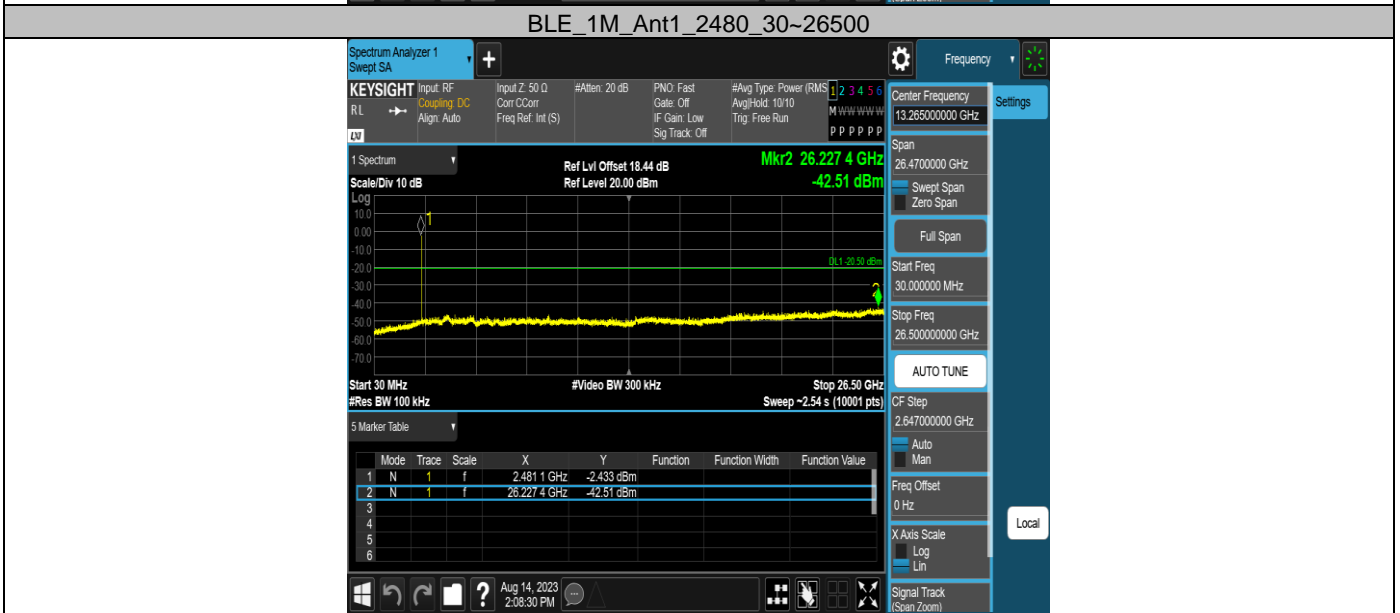 (Span Zoom)
BLE_1M_Ant1_2480_30~26500
Spectrum Analyzer 1
Swept SA
+
Frequency
KEYSIGHT
RL
LXI
Input: RF
Coupling: DC
Align: Auto
Input Z: 50 Ω
Corr CCorr
Freq Ref: Int (S)
#Atten: 20 dB
PNO: Fast
Gate: Off
IF Gain: Low
Sig Track: Off
#Avg Type: Power (RMS
Avg|Hold: 10/10
Trig: Free Run
1 2 3 4 5 6
M W W W W W
P P P P P P
Center Frequency
13.265000000 GHz
Settings
Span
26.4700000 GHz
Swept Span
Zero Span
Full Span
Start Freq
30.000000 MHz
Stop Freq
26.500000000 GHz
AUTO TUNE
CF Step
2.647000000 GHz
Auto
Man
Freq Offset
0 Hz
X Axis Scale
Log
Lin
Signal Track
(Span Zoom)
Local
1 Spectrum
Scale/Div 10 dB
Ref Lvl Offset 18.44 dB
Ref Level 20.00 dBm
Mkr2 26.227 4 GHz
-42.51 dBm
Log
10.0
0.00
-10.0
-20.0
-30.0
-40.0
-50.0
-60.0
-70.0
1
DL1 -20.50 dBm
2
Start 30 MHz
#Res BW 100 kHz
#Video BW 300 kHz
Stop 26.50 GHz
Sweep ~2.54 s (10001 pts)
5 Marker Table
Mode Trace Scale X Y Function Function Width Function Value
1 N 1 f 2.481 1 GHz -2.433 dBm
2 N 1 f 26.227 4 GHz -42.51 dBm
3
4
5
6
?
Aug 14, 2023
2:08:30 PM